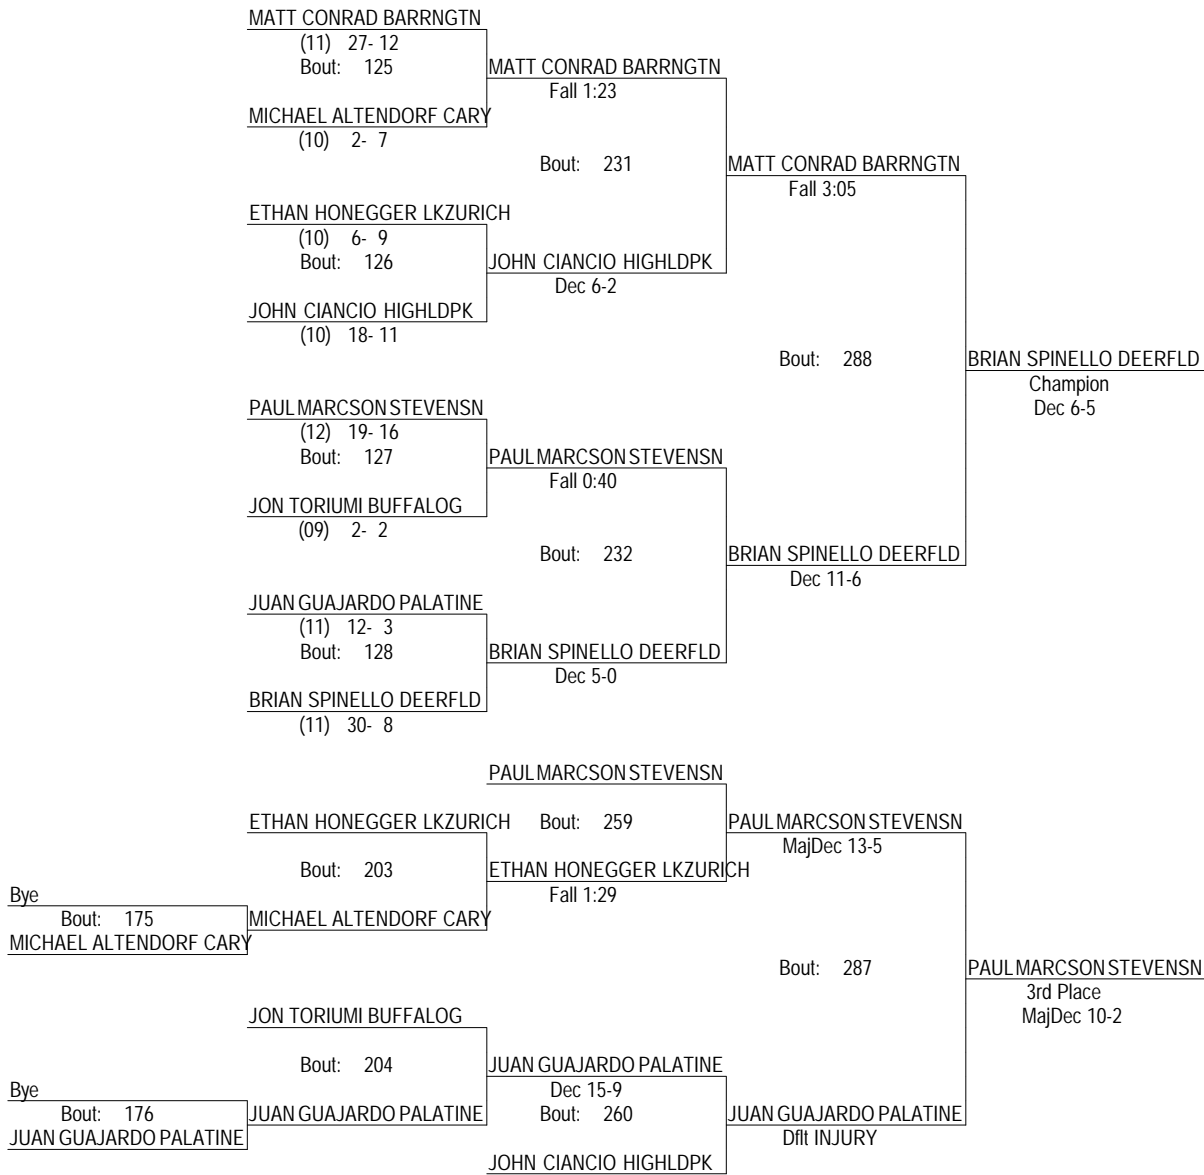 MATT CONRAD BARRNGTN
(11) 27- 12
Bout: 125
MATT CONRAD BARRNGTN
Fall 1:23
MICHAEL ALTENDORF CARY
(10) 2- 7
Bout: 231
MATT CONRAD BARRNGTN
Fall 3:05
ETHAN HONEGGER LKZURICH
(10) 6- 9
Bout: 126
JOHN CIANCIO HIGHLDPK
Dec 6-2
JOHN CIANCIO HIGHLDPK
(10) 18- 11
Bout: 288
BRIAN SPINELLO DEERFLD
Champion
Dec 6-5
PAUL MARCSON STEVENSN
(12) 19- 16
Bout: 127
PAUL MARCSON STEVENSN
Fall 0:40
JON TORIUMI BUFFALOG
(09) 2- 2
Bout: 232
BRIAN SPINELLO DEERFLD
Dec 11-6
JUAN GUAJARDO PALATINE
(11) 12- 3
Bout: 128
BRIAN SPINELLO DEERFLD
Dec 5-0
BRIAN SPINELLO DEERFLD
(11) 30- 8
PAUL MARCSON STEVENSN
ETHAN HONEGGER LKZURICH
Bout: 259
PAUL MARCSON STEVENSN
MajDec 13-5
Bout: 203
ETHAN HONEGGER LKZURICH
Fall 1:29
Bye
Bout: 175
MICHAEL ALTENDORF CARY
MICHAEL ALTENDORF CARY
Bout: 287
PAUL MARCSON STEVENSN
3rd Place
MajDec 10-2
JON TORIUMI BUFFALOG
Bout: 204
JUAN GUAJARDO PALATINE
Dec 15-9
Bye
Bout: 176
JUAN GUAJARDO PALATINE
JUAN GUAJARDO PALATINE
Bout: 260
JUAN GUAJARDO PALATINE
Dflt INJURY
JOHN CIANCIO HIGHLDPK